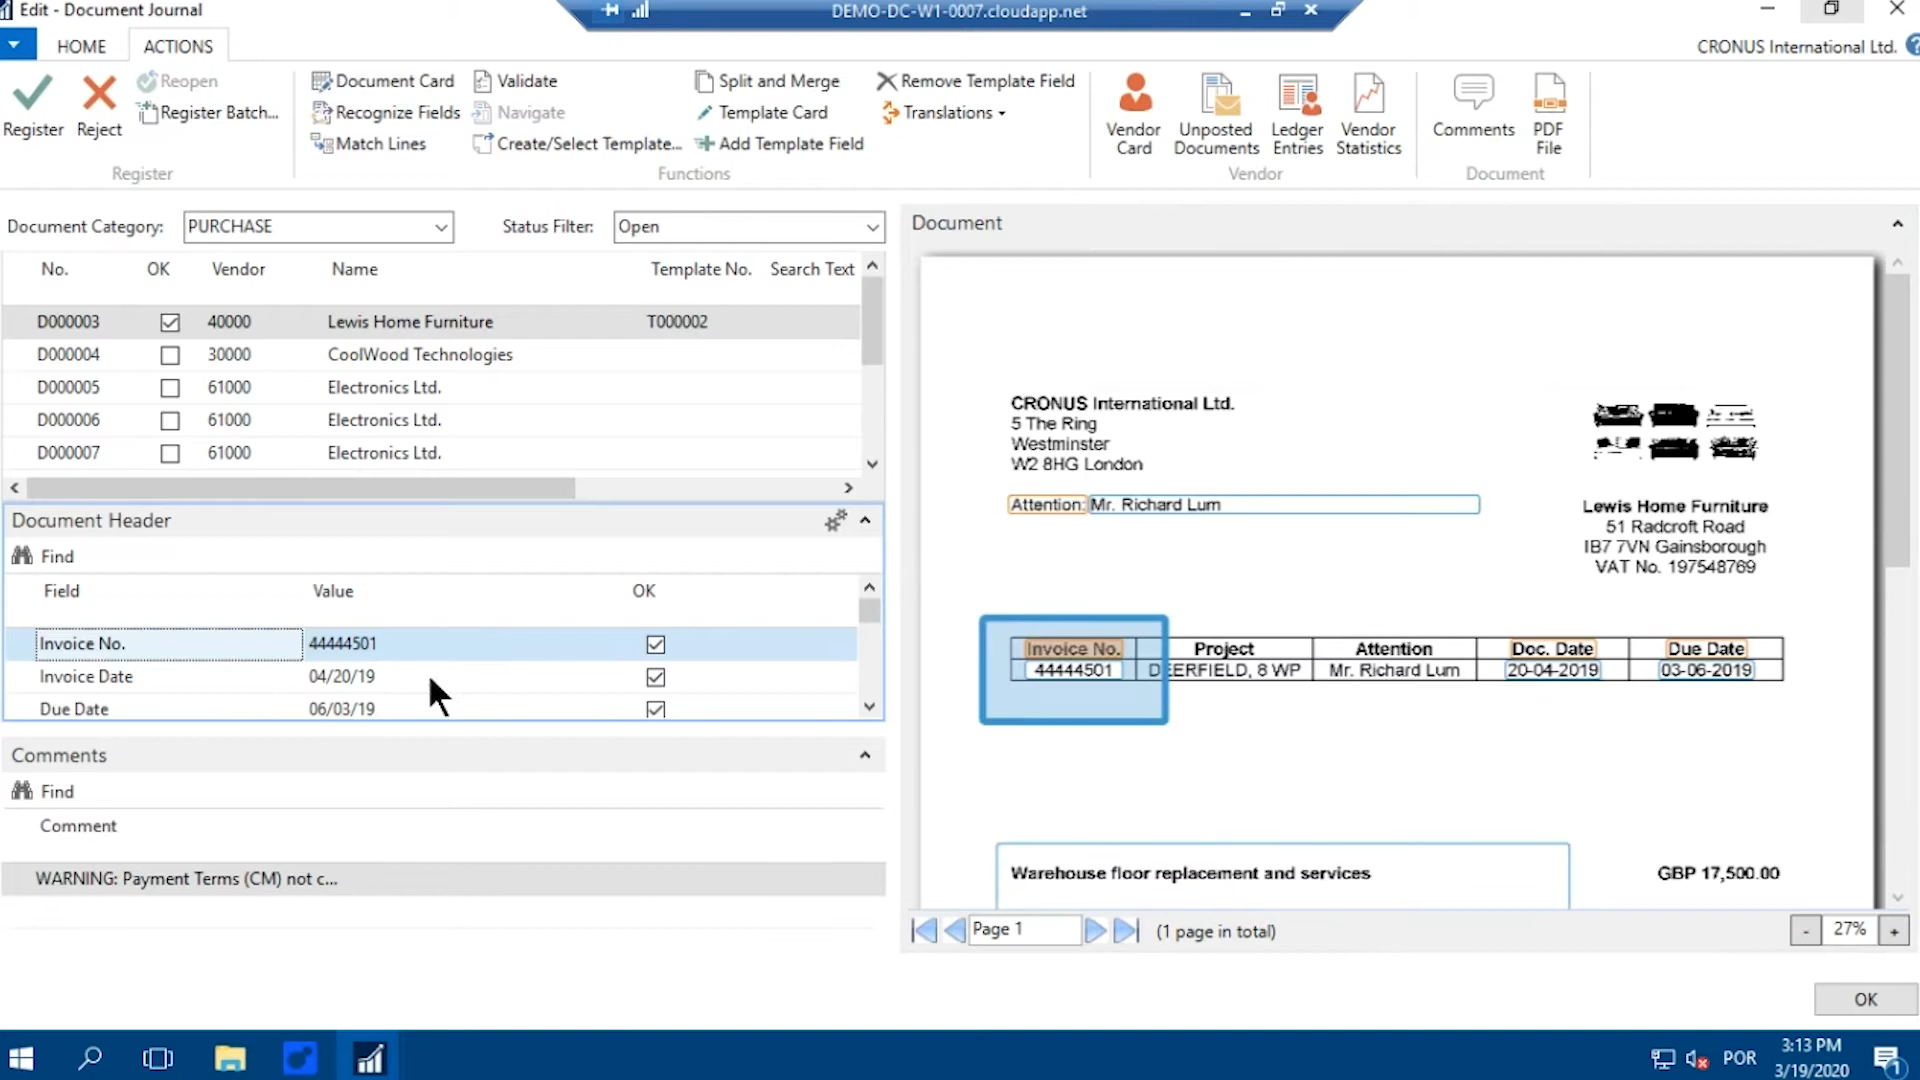 Edit - Document Journal
DEMO-DC-W1-0007.cloudapp.net
HOME
ACTIONS
CRONUS International Ltd.
Register
Reject
Reopen
Register Batch...
Register
Document Card
Recognize Fields
Match Lines
Validate
Navigate
Create/Select Template...
Split and Merge
Template Card
Add Template Field
Remove Template Field
Translations
Functions
Vendor Card
Unposted Documents
Ledger Entries
Vendor Statistics
Vendor
Comments
PDF File
Document
Document Category: PURCHASE
Status Filter: Open
No. OK Vendor Name Template No. Search Text
D000003 40000 Lewis Home Furniture T000002
D000004 30000 CoolWood Technologies
D000005 61000 Electronics Ltd.
D000006 61000 Electronics Ltd.
D000007 61000 Electronics Ltd.
Document Header
Find
Field Value OK
Invoice No. 44444501
Invoice Date 04/20/19
Due Date 06/03/19
Comments
Find
Comment
WARNING: Payment Terms (CM) not c...
Document
CRONUS International Ltd.
5 The Ring
Westminster
W2 8HG London
Attention: Mr. Richard Lum
Lewis Home Furniture
51 Radcroft Road
IB7 7VN Gainsborough
VAT No. 197548769
Invoice No. Project Attention Doc. Date Due Date
44444501 DEERFIELD, 8 WP Mr. Richard Lum 20-04-2019 03-06-2019
Warehouse floor replacement and services GBP 17,500.00
Page 1 (1 page in total)
- 27% +
OK
POR
3:13 PM
3/19/2020
1